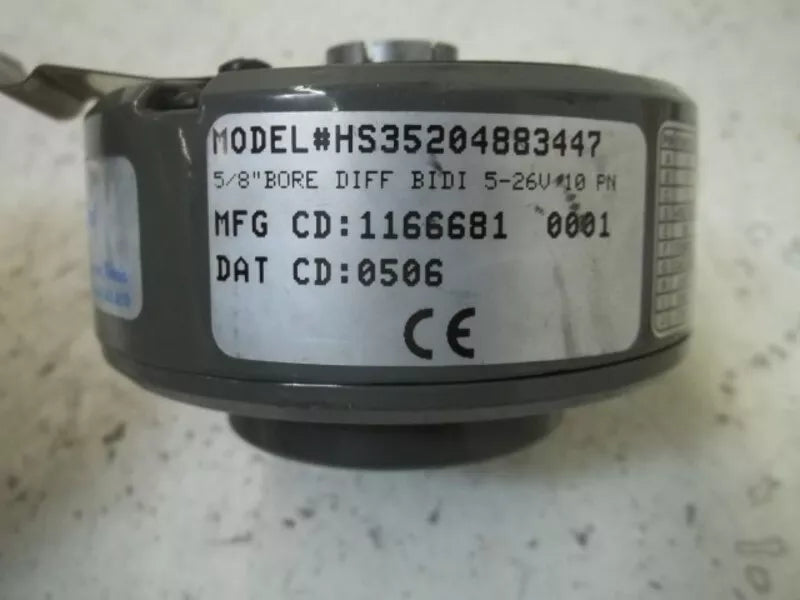 MODEL#HS35204883447
5/8"BORE DIFF BIDI 5-26V 10 PN
MFG CD:1166681 0001
DAT CD:0506
CE